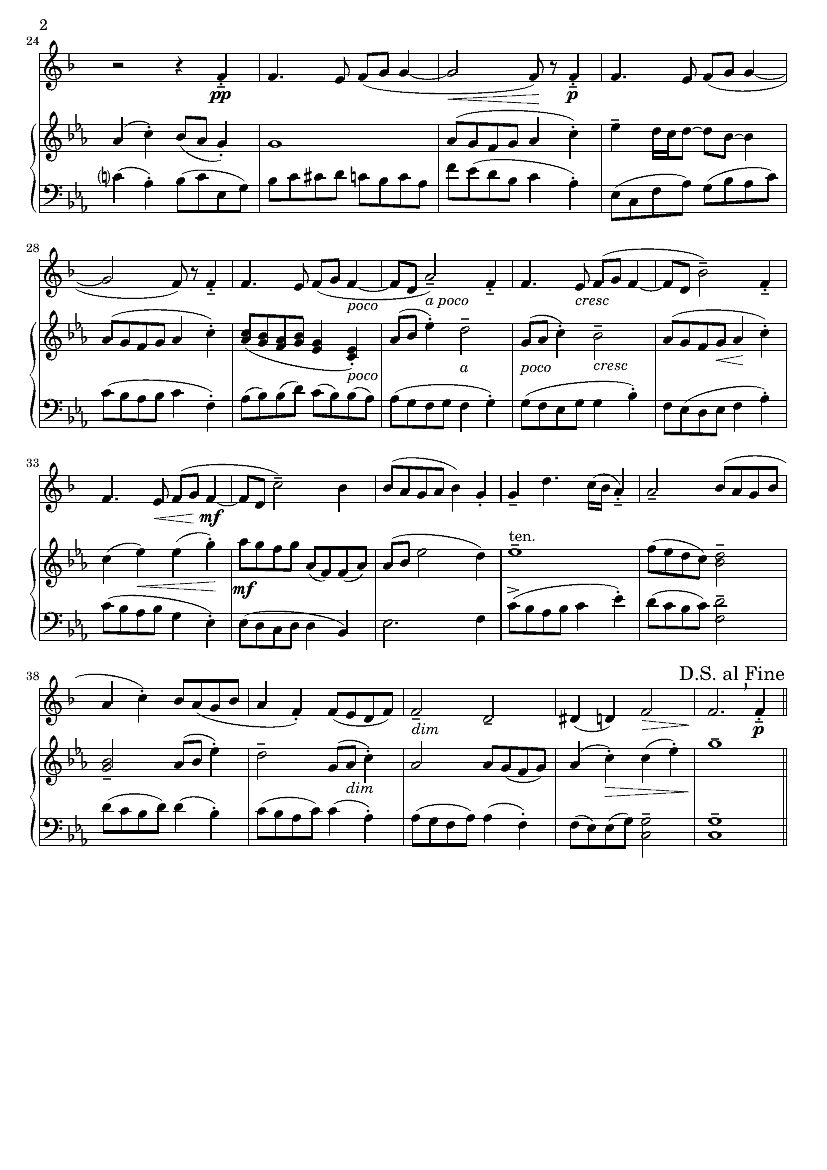 2
24
pp
p
28
poco
a poco
cresc
poco
a
poco
cresc
33
mf
ten.
mf
D.S. al Fine
38
dim
p
dim